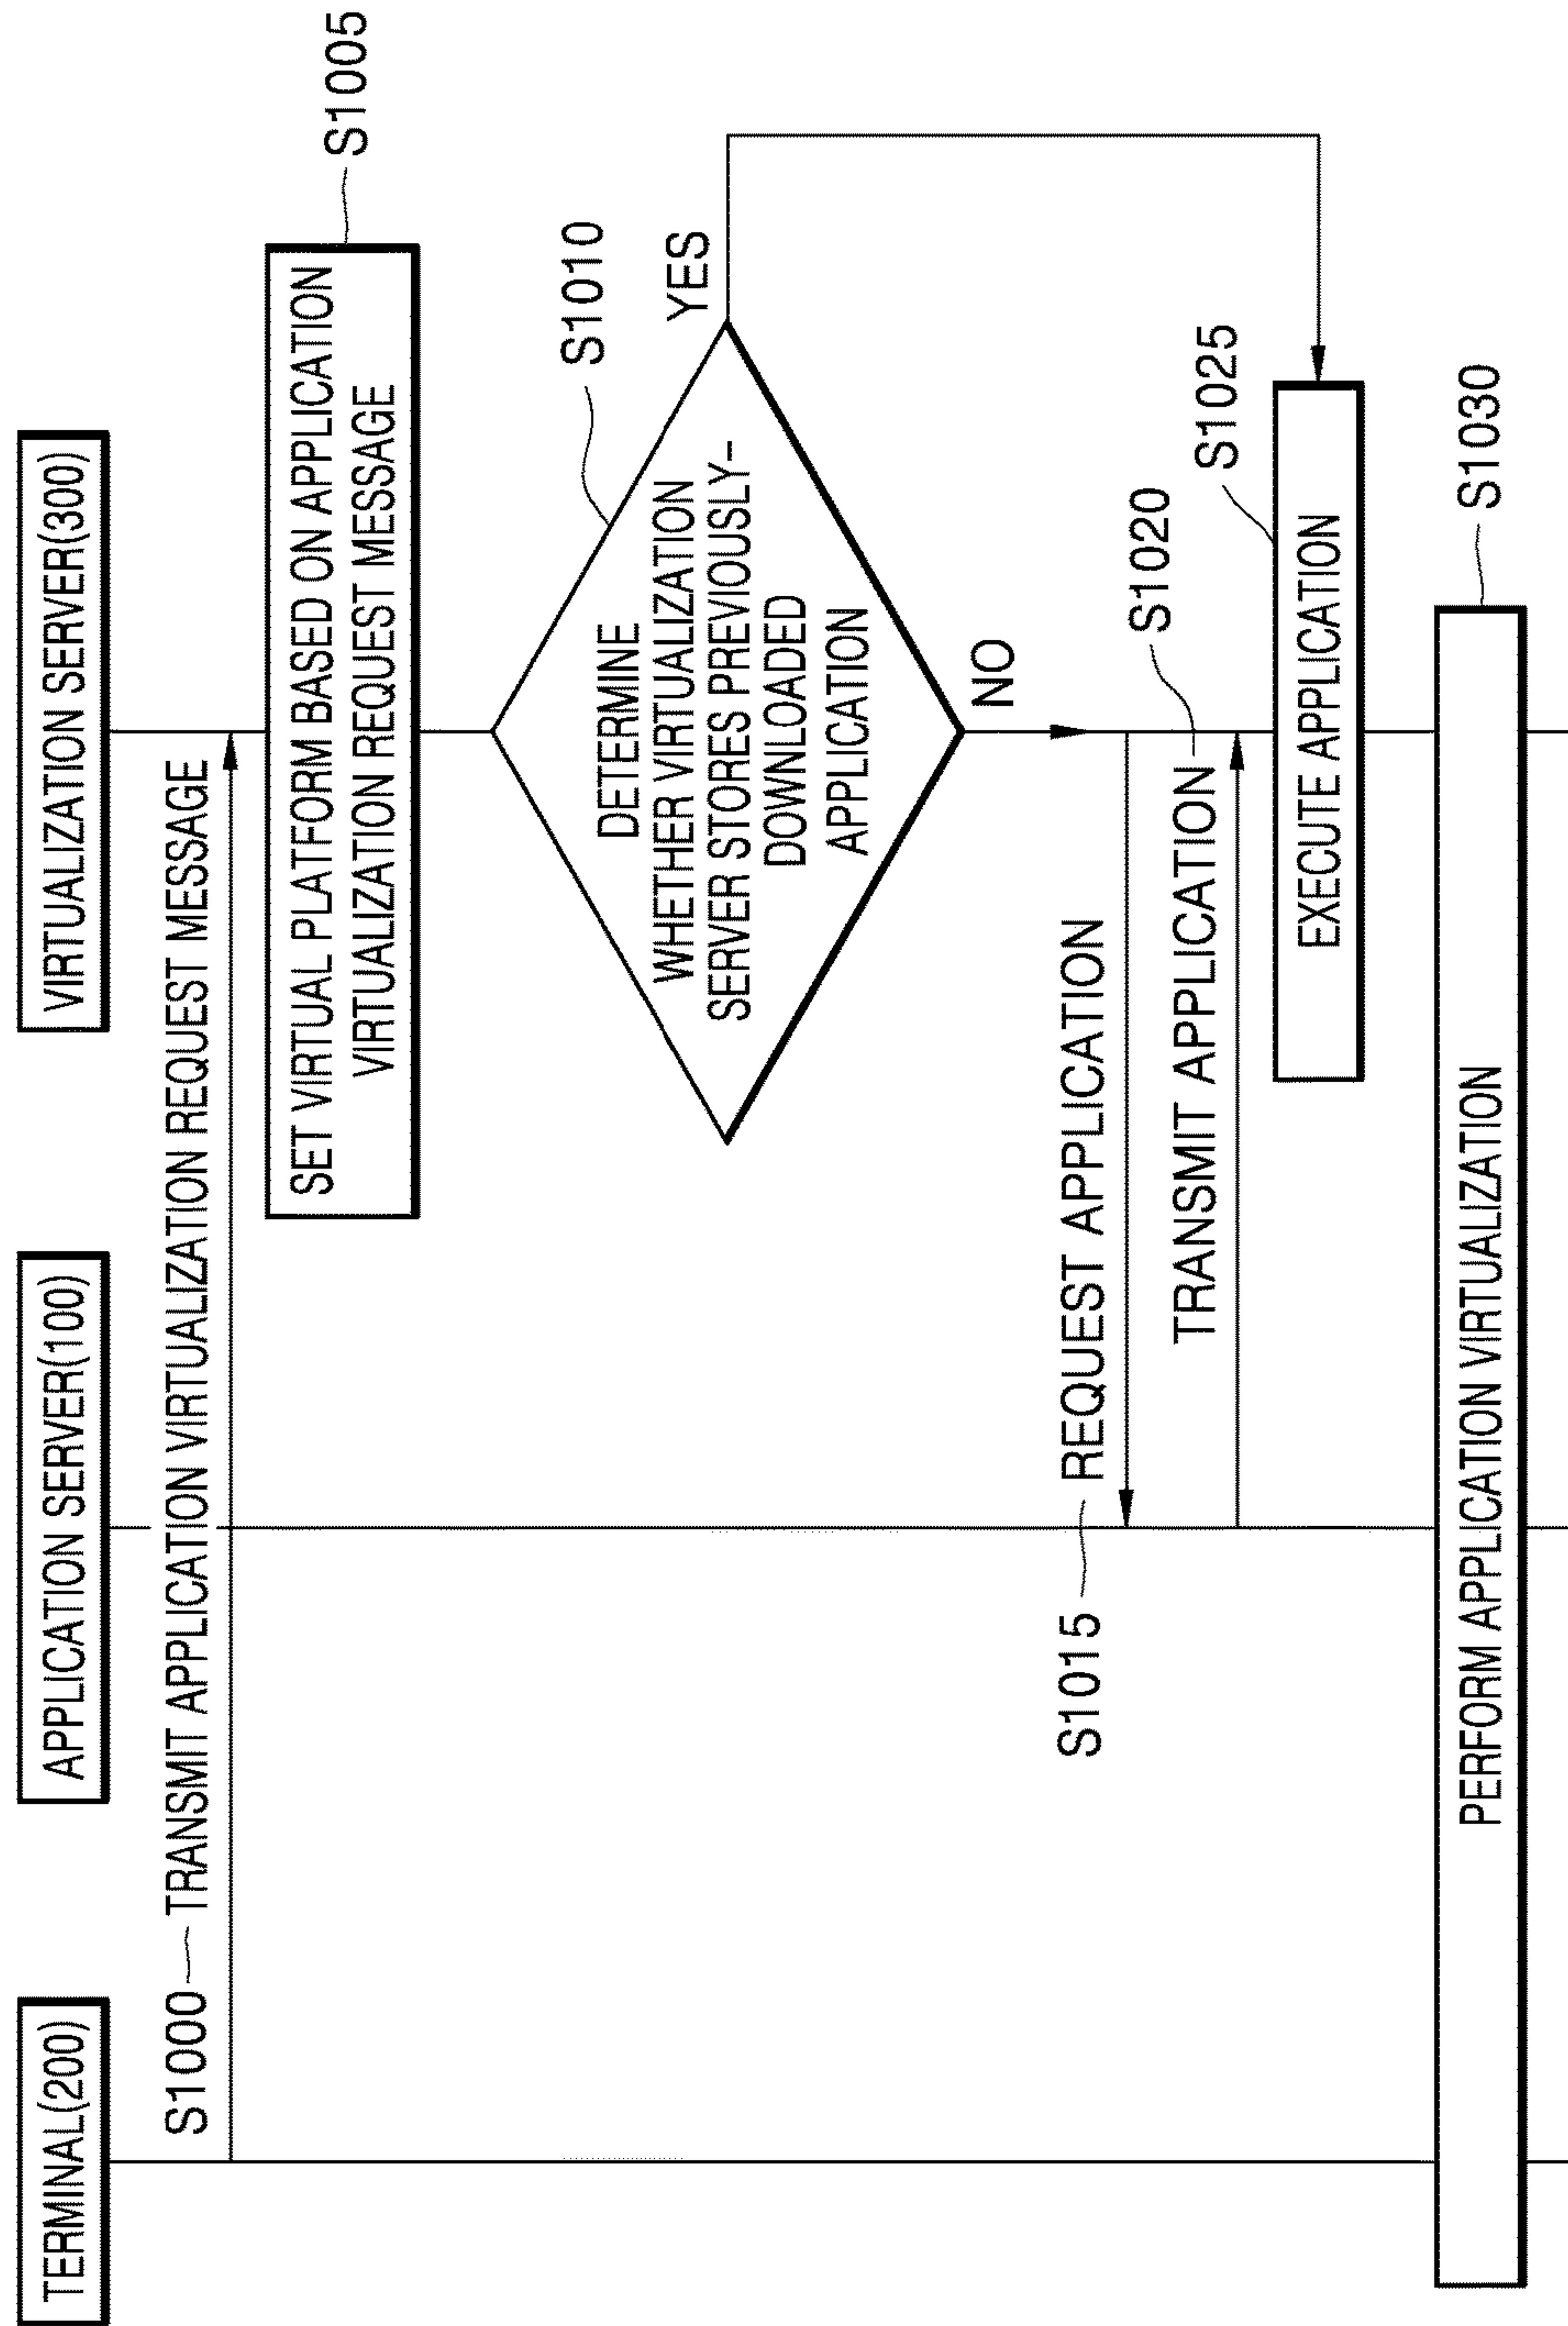 TERMINAL(200)
APPLICATION SERVER(100)
VIRTUALIZATION SERVER(300)
S1000
TRANSMIT APPLICATION VIRTUALIZATION REQUEST MESSAGE
SET VIRTUAL PLATFORM BASED ON APPLICATION
VIRTUALIZATION REQUEST MESSAGE
S1005
DETERMINE
WHETHER VIRTUALIZATION
SERVER STORES PREVIOUSLY-
DOWNLOADED
APPLICATION
S1010
YES
NO
S1015
REQUEST APPLICATION
TRANSMIT APPLICATION
S1020
EXECUTE APPLICATION
S1025
PERFORM APPLICATION VIRTUALIZATION
S1030